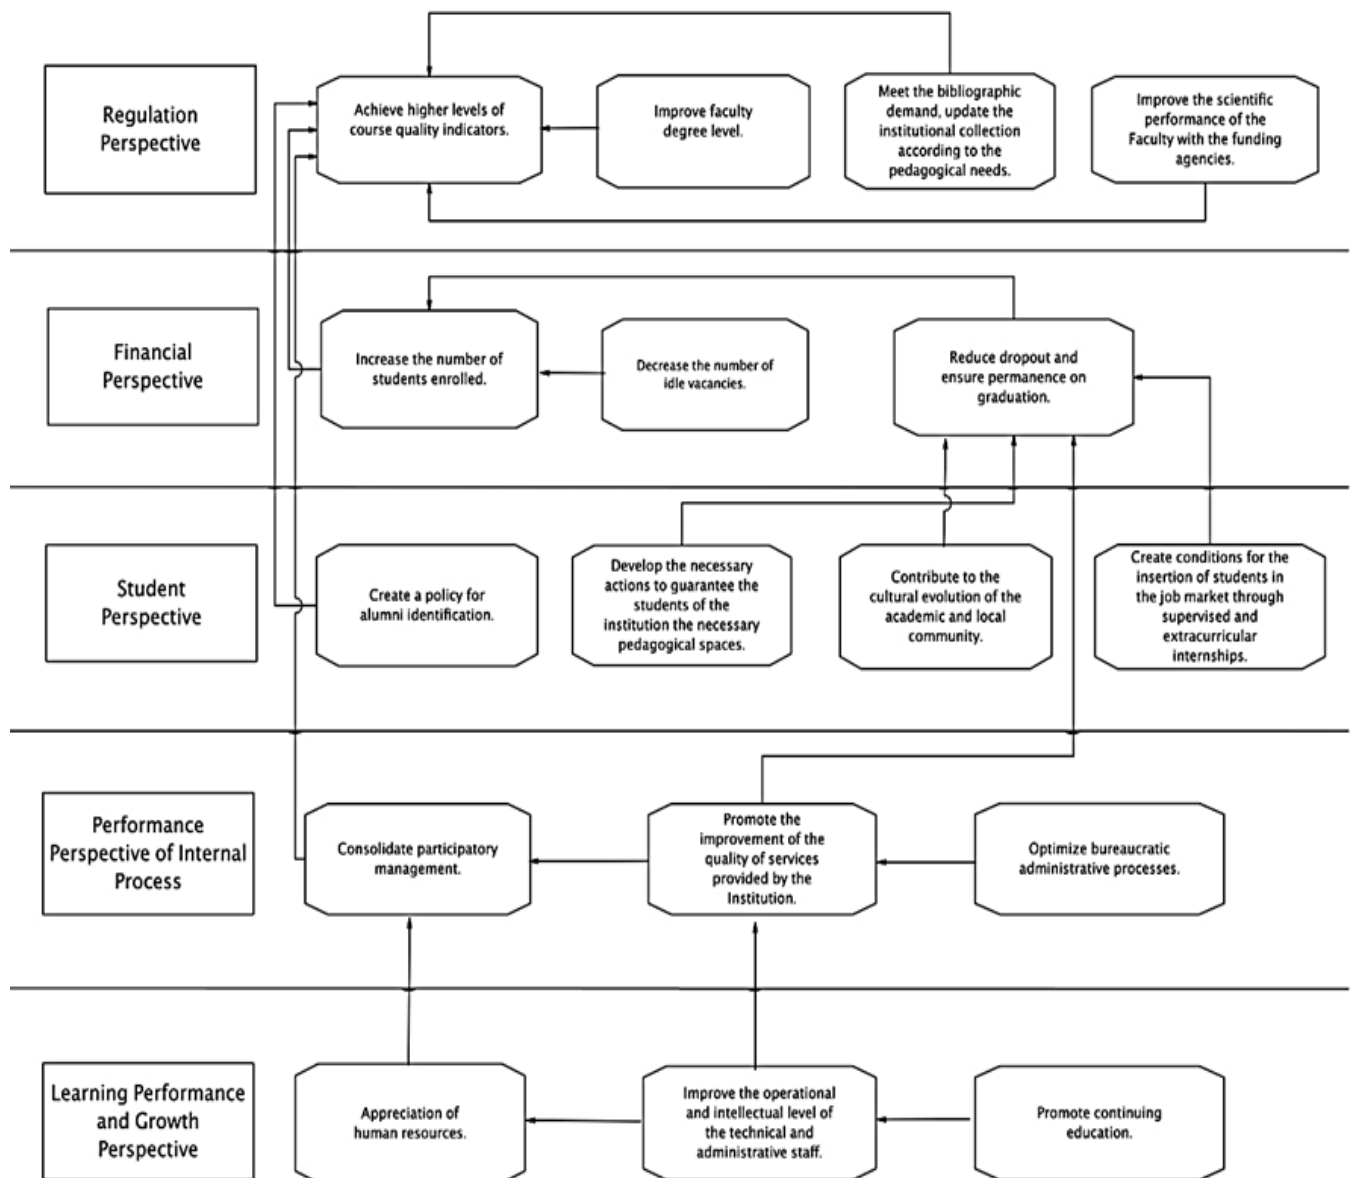 Regulation
Perspective
Achieve higher levels of
course quality indicators.
Improve faculty
degree level.
Meet the bibliographic
demand, update the
institutional collection
according to the
pedagogical needs.
Improve the scientific
performance of the
Faculty with the funding
agencies.
Financial
Perspective
Increase the number of
students enrolled.
Decrease the number of
idle vacancies.
Reduce dropout and
ensure permanence on
graduation.
Student
Perspective
Create a policy for
alumni identification.
Develop the necessary
actions to guarantee the
students of the
institution the necessary
pedagogical spaces.
Contribute to the
cultural evolution of the
academic and local
community.
Create conditions for the
insertion of students in
the job market through
supervised and
extracurricular
internships.
Performance
Perspective of Internal
Process
Consolidate participatory
management.
Promote the
improvement of the
quality of services
provided by the
Institution.
Optimize bureaucratic
administrative processes.
Learning Performance
and Growth
Perspective
Appreciation of
human resources.
Improve the operational
and intellectual level of
the technical and
administrative staff.
Promote continuing
education.